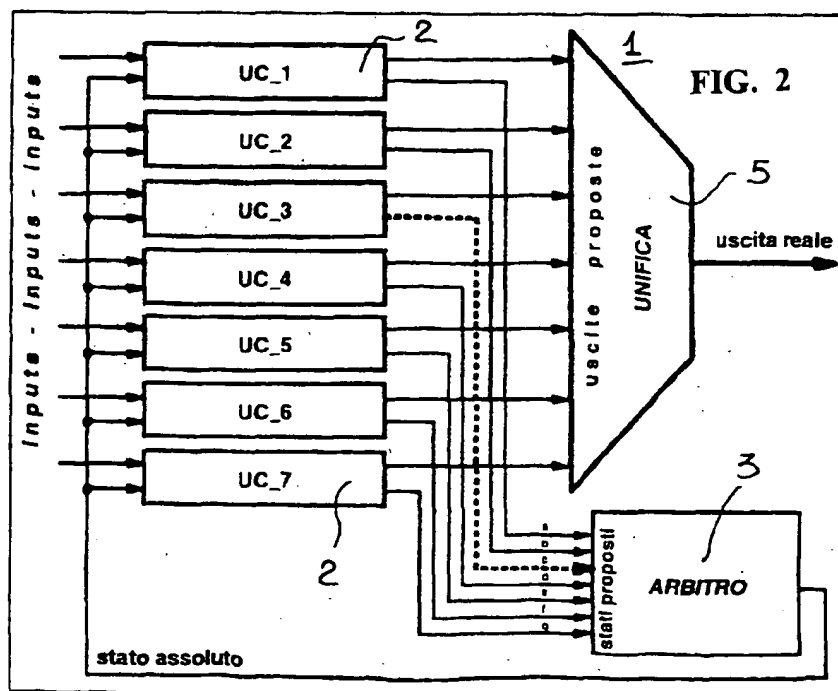 2
1
FIG. 2
UC_1
UC_2
UC_3
UC_4
UC_5
UC_6
UC_7
2
Inputs - Inputs - Inputs
uscite proposte
UNIFICA
5
uscita reale
3
a
b
c
d
e
f
g
stati proposti
ARBITRO
stato assoluto